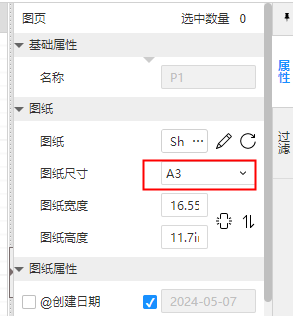 图页 选中数量 0
属性
基础属性
名称 P1
过滤
图纸
图纸 Sh ···
图纸尺寸 A3
图纸宽度 16.55
图纸高度 11.7in
图纸属性
@创建日期 2024-05-07